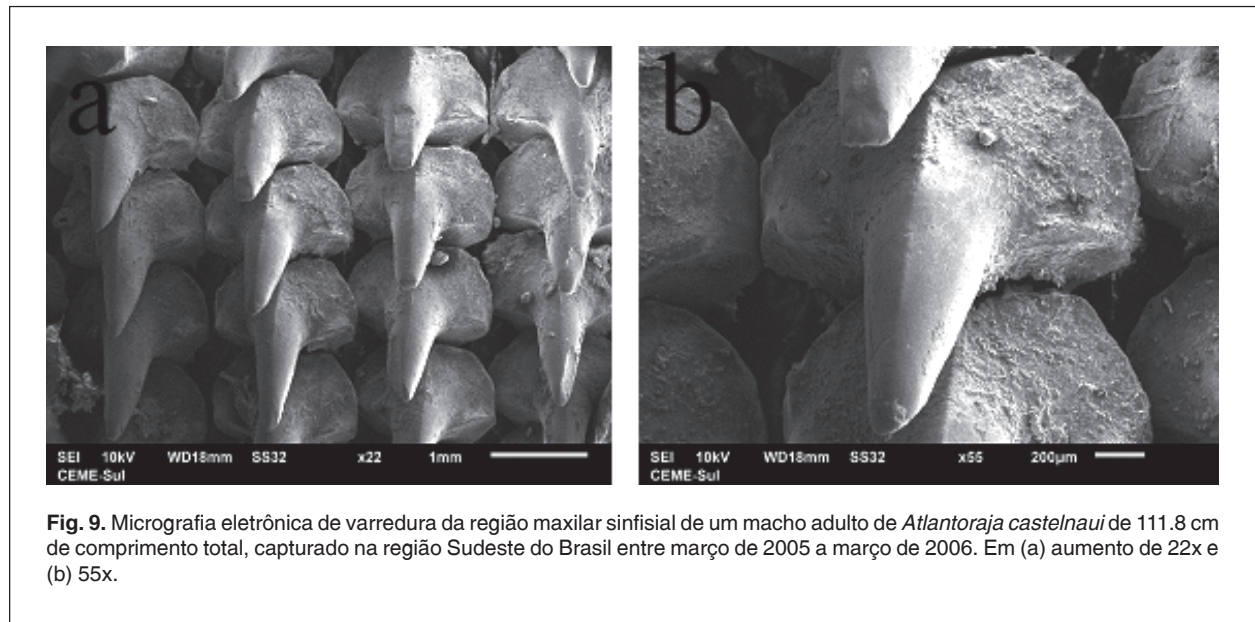 a
b
SEI 10kV WD18mm SS32 x22 1mm
CEME-Sul
SEI 10kV WD18mm SS32 x55 200µm
CEME-Sul
Fig. 9. Micrografia eletrônica de varredura da região maxilar sinfisial de um macho adulto de Atlantoraja castelnaui de 111.8 cm
de comprimento total, capturado na região Sudeste do Brasil entre março de 2005 a março de 2006. Em (a) aumento de 22x e
(b) 55x.